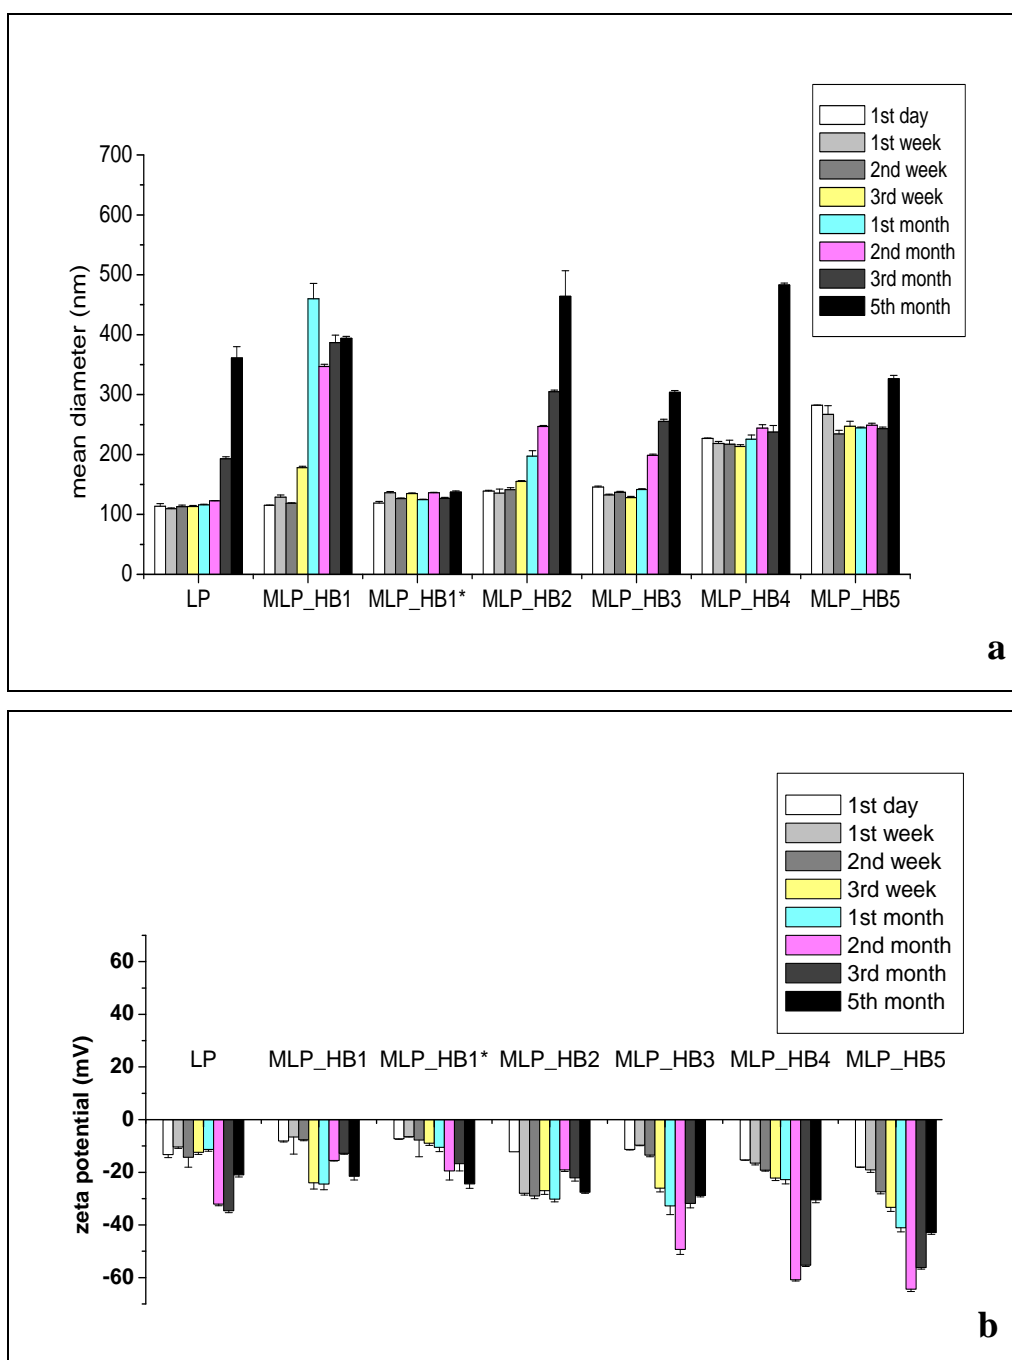 1st day
1st week
2nd week
3rd week
1st month
2nd month
3rd month
5th month
700
600
500
400
300
200
100
0
mean diameter (nm)
LP MLP_HB1 MLP_HB1* MLP_HB2 MLP_HB3 MLP_HB4 MLP_HB5
a
1st day
1st week
2nd week
3rd week
1st month
2nd month
3rd month
5th month
60
40
20
0
-20
-40
-60
zeta potential (mV)
LP MLP_HB1 MLP_HB1* MLP_HB2 MLP_HB3 MLP_HB4 MLP_HB5
b